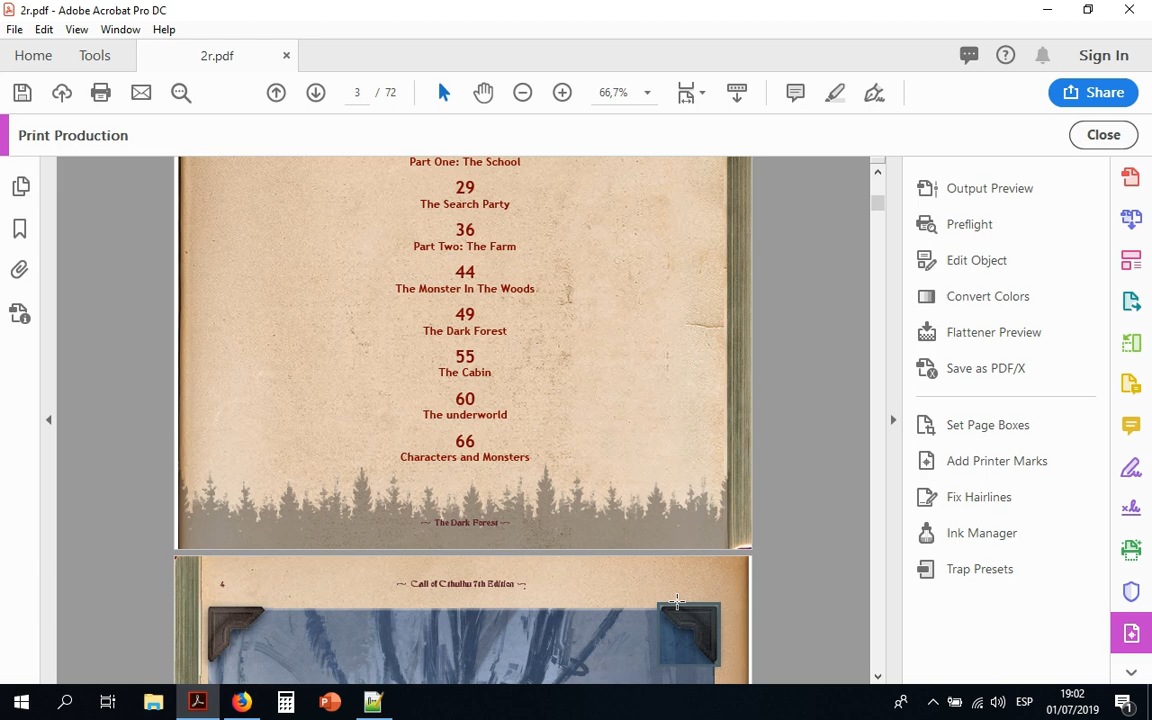 2r.pdf - Adobe Acrobat Pro DC
File Edit View Window Help
Home Tools 2r.pdf Sign In
3 / 72 66,7% Share
Print Production Close
Part One: The School
29
The Search Party
36
Part Two: The Farm
44
The Monster In The Woods
49
The Dark Forest
55
The Cabin
60
The underworld
66
Characters and Monsters
The Dark Forest
4 Call of Cthulhu 7th Edition
Output Preview
Preflight
Edit Object
Convert Colors
Flattener Preview
Save as PDF/X
Set Page Boxes
Add Printer Marks
Fix Hairlines
Ink Manager
Trap Presets
ESP
19:02
01/07/2019
1